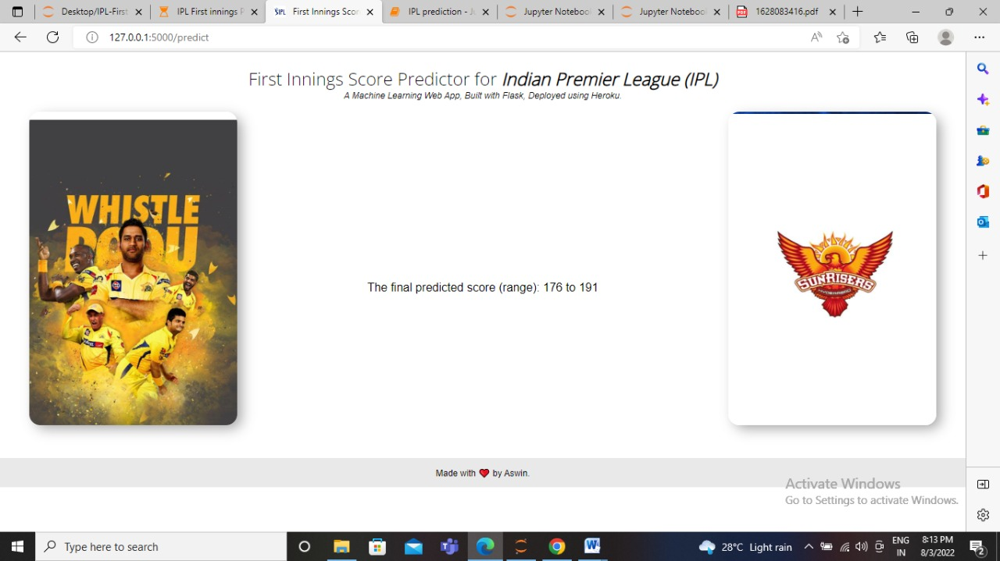 Desktop/IPL-First
IPL First innings P
First Innings Scor
IPL prediction - Ju
Jupyter Notebook
Jupyter Notebook
1628083416.pdf
127.0.0.1:5000/predict
First Innings Score Predictor for Indian Premier League (IPL)
A Machine Learning Web App, Built with Flask, Deployed using Heroku.
WHISTLE
PODU
SUNRISERS
The final predicted score (range): 176 to 191
Made with ❤ by Aswin.
Activate Windows
Go to Settings to activate Windows.
Type here to search
28°C Light rain
ENG
IN
8:13 PM
8/3/2022
2